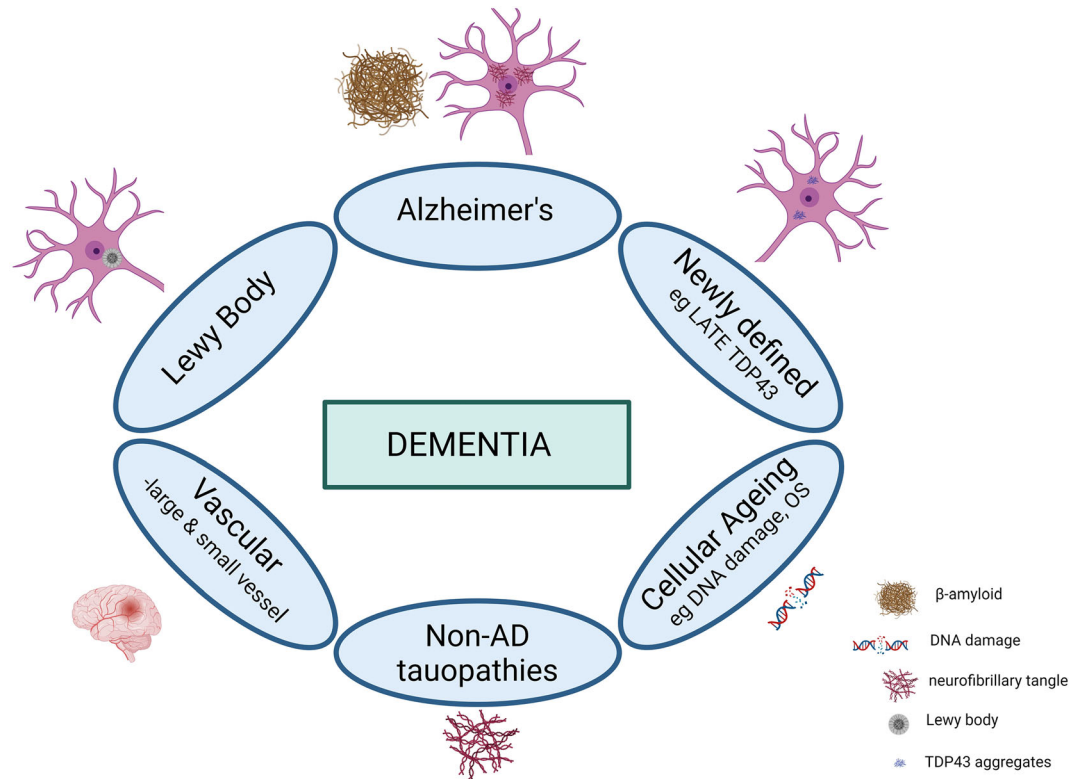 Alzheimer's
Newly defined
eg LATE TDP43
Lewy Body
DEMENTIA
Vascular
-large & small vessel
Cellular Ageing
eg DNA damage, OS
Non-AD
tauopathies
β-amyloid
DNA damage
neurofibrillary tangle
Lewy body
TDP43 aggregates